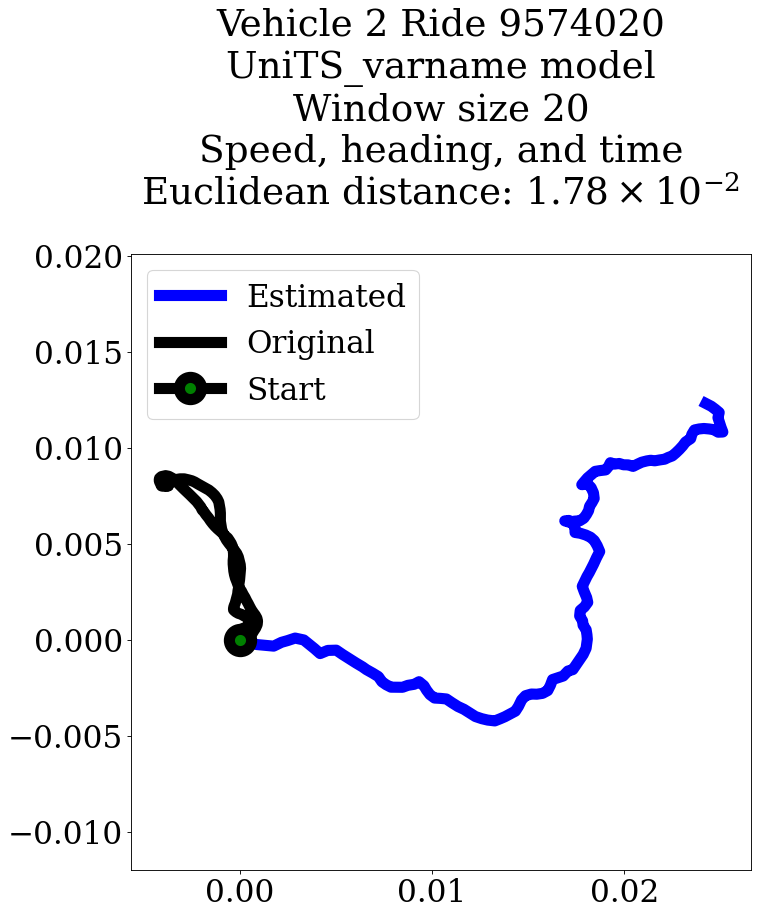 Vehicle 2 Ride 9574020
UniTS_varname model
Window size 20
Speed, heading, and time
Euclidean distance: 1.78 × 10⁻²
0.020
0.015
0.010
0.005
0.000
−0.005
−0.010
Estimated
Original
Start
0.00
0.01
0.02